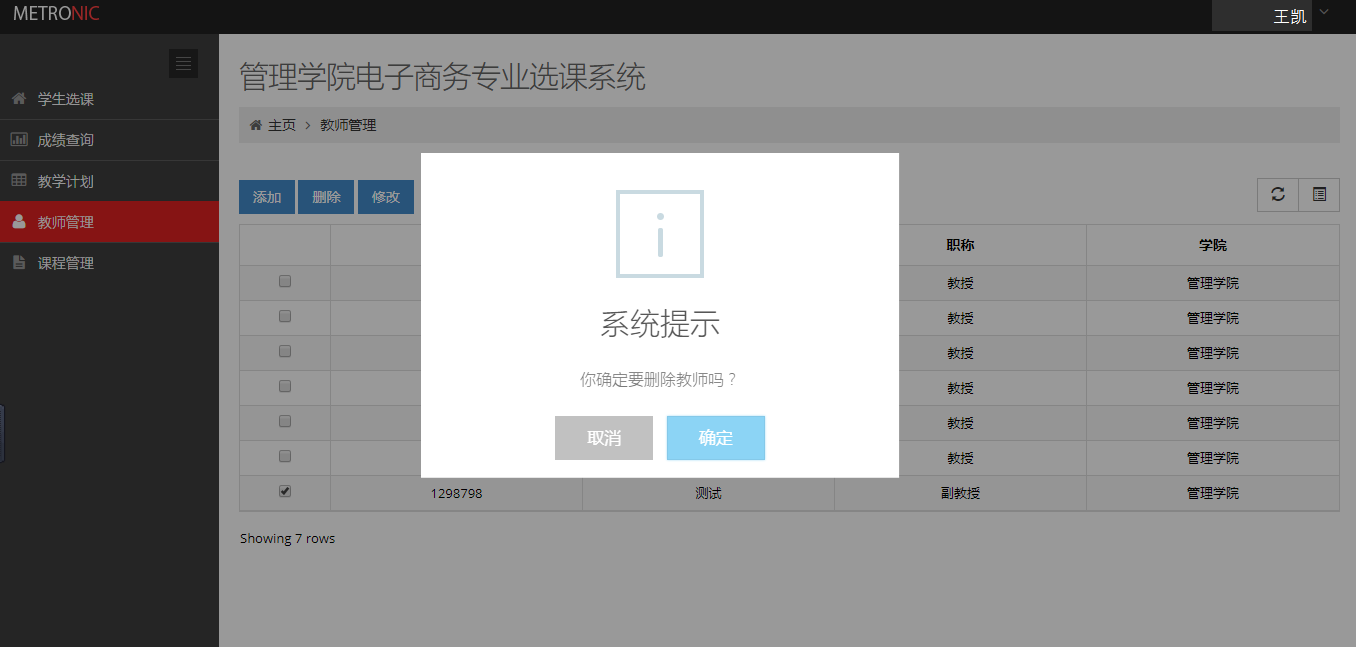 METRONIC
王凯
学生选课
成绩查询
教学计划
教师管理
课程管理
管理学院电子商务专业选课系统
主页 > 教师管理
添加 删除 修改
职称 学院
教授 管理学院
教授 管理学院
教授 管理学院
教授 管理学院
教授 管理学院
教授 管理学院
1298798 测试 副教授 管理学院
Showing 7 rows
系统提示
你确定要删除教师吗？
取消 确定